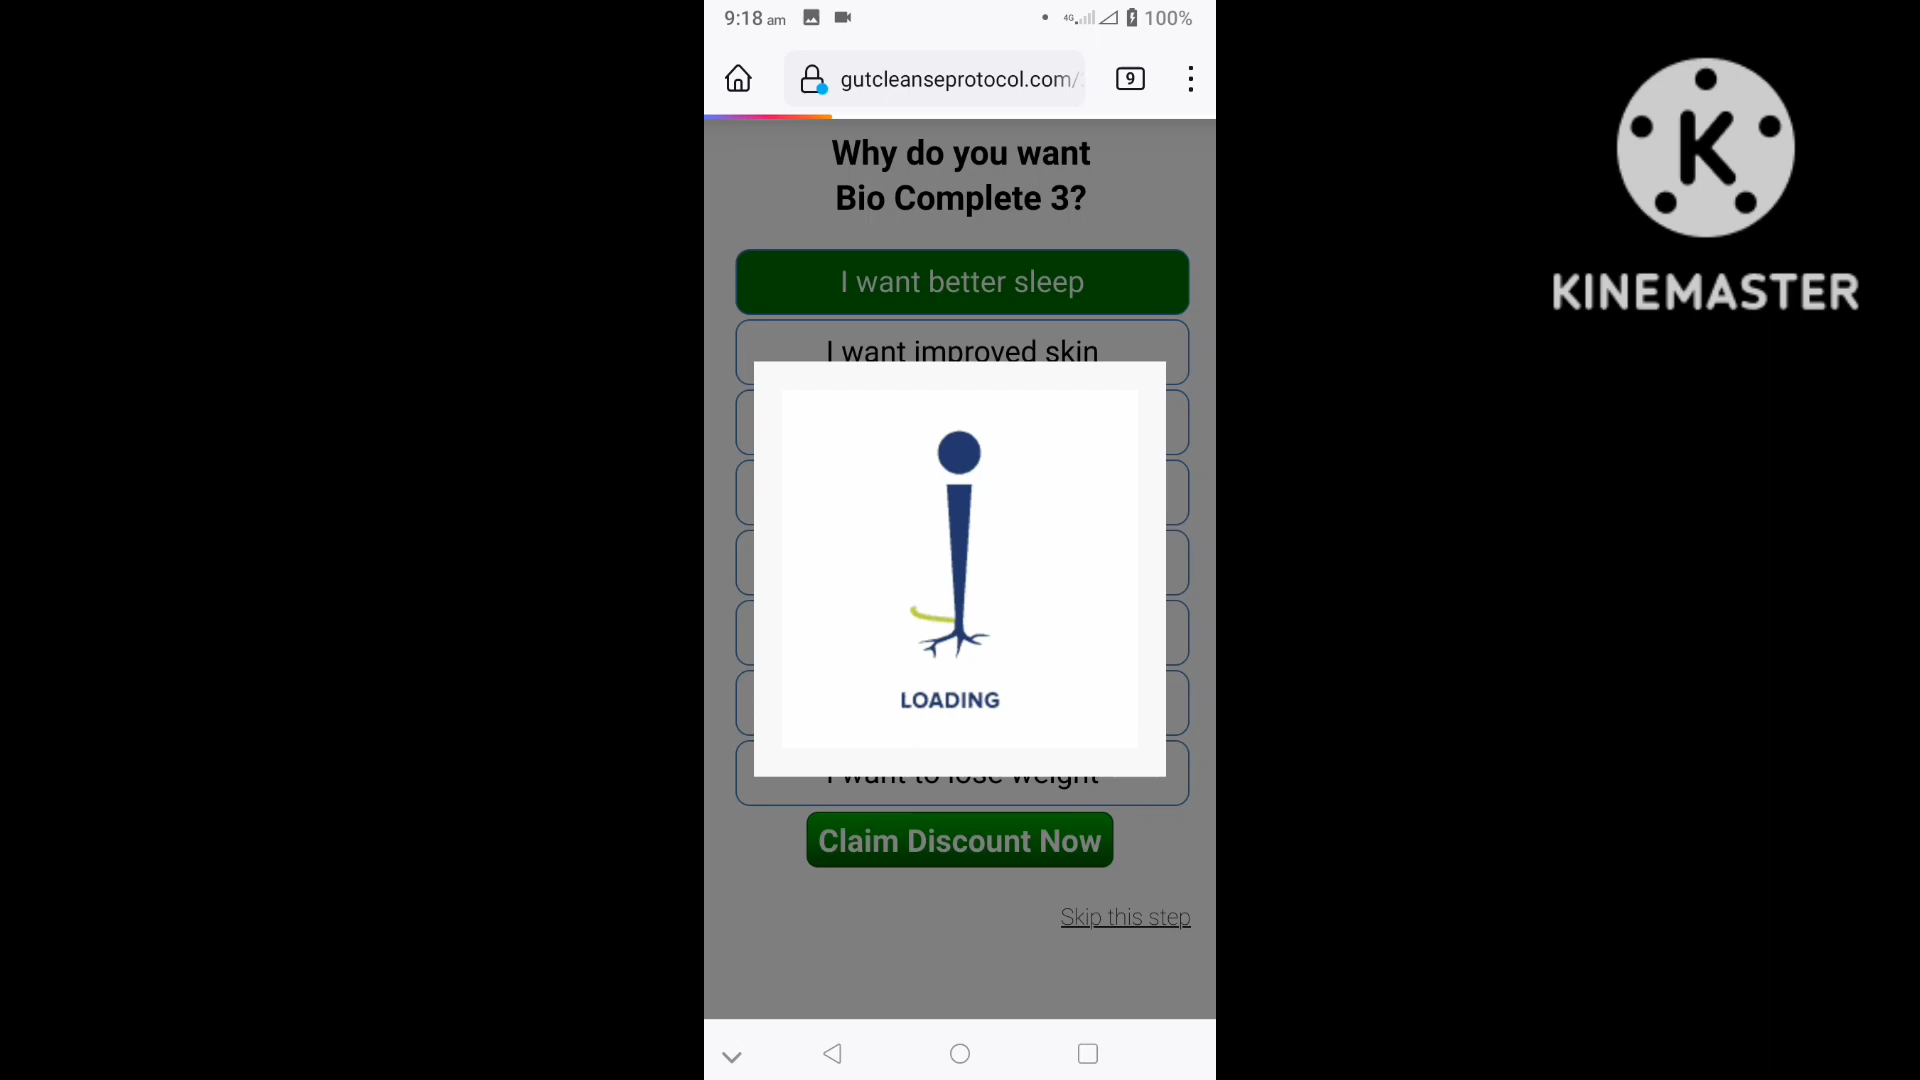 9:18 am
4G
100%
gutcleanseprotocol.com/
9
Why do you want
Bio Complete 3?
I want better sleep
I want improved skin
LOADING
I want to lose weight
Claim Discount Now
Skip this step
K
KINEMASTER